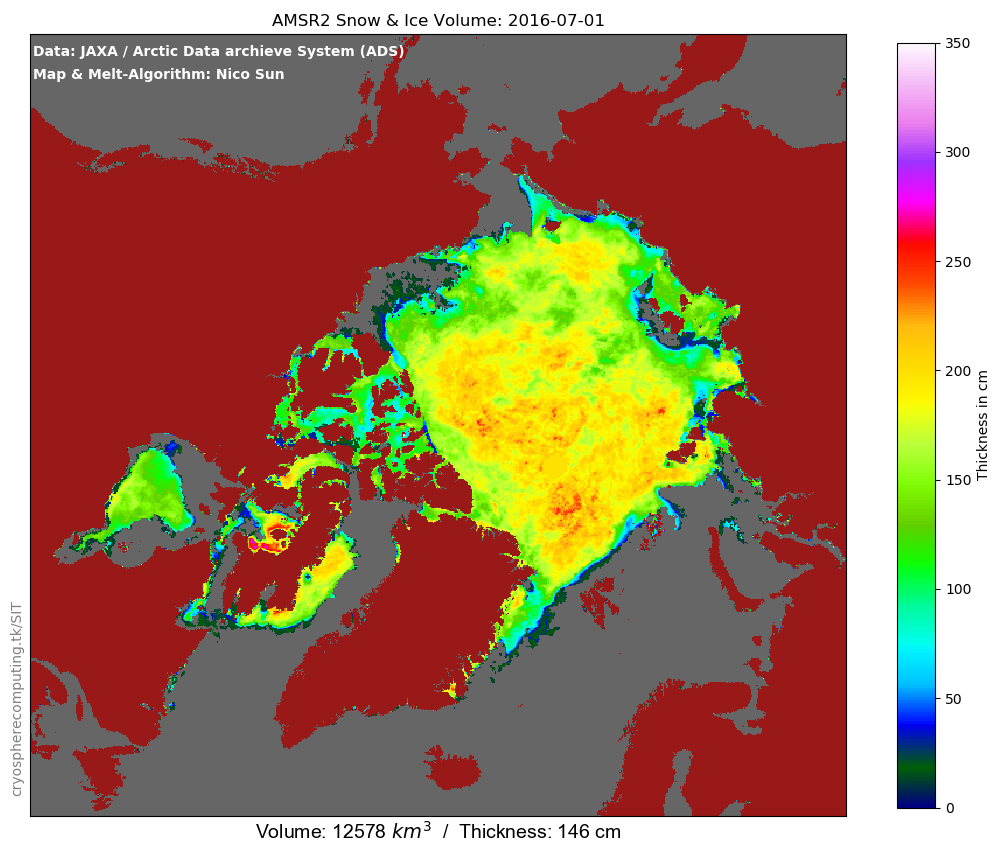 AMSR2 Snow & Ice Volume: 2016-07-01
Data: JAXA / Arctic Data archieve System (ADS)
Map & Melt-Algorithm: Nico Sun
350
300
250
200
150
100
50
0
Thickness in cm
cryospherecomputing.tk/SIT
Volume: 12578 km³ / Thickness: 146 cm